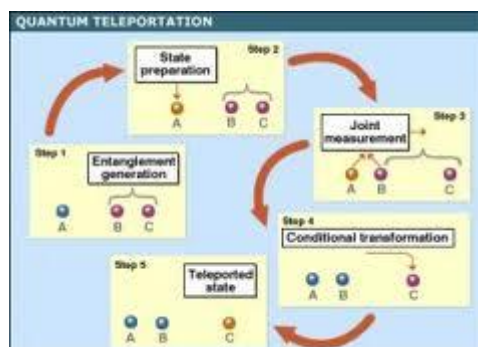 QUANTUM TELEPORTATION
Step 1
Entanglement
generation
A B C
Step 2
State
preparation
A B C
Step 3
Joint
measurement
A B C
Step 4
Conditional transformation
A B C
Step 5
Teleported
state
A B C